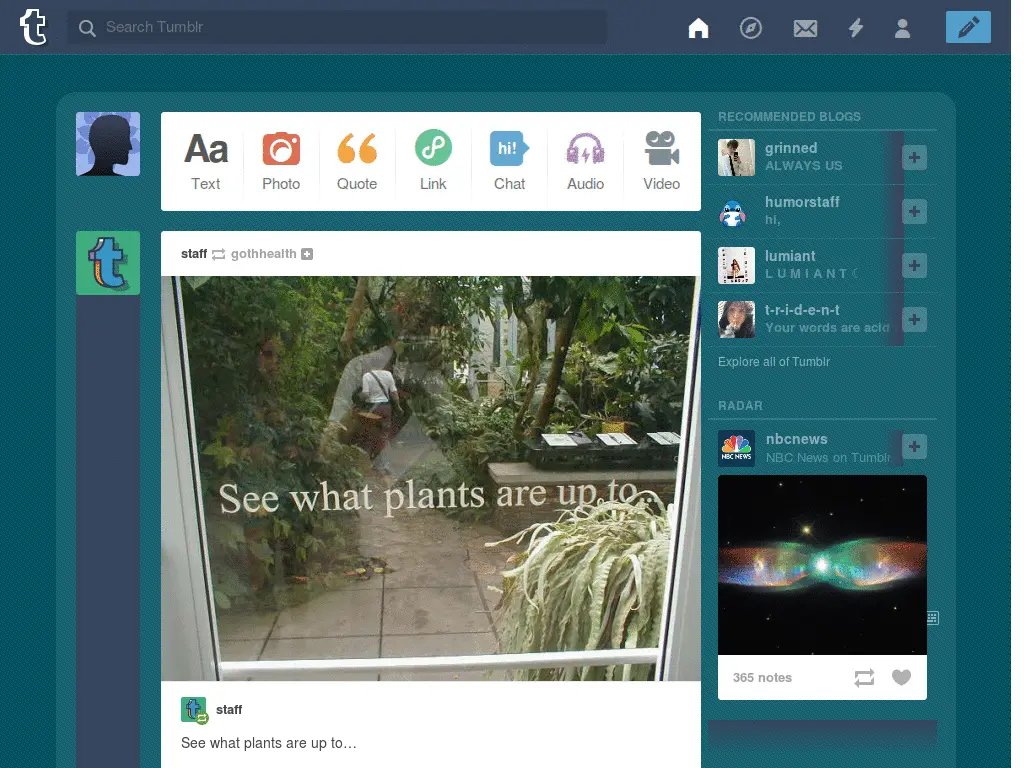 Search Tumblr
Aa
hi!
Text
Photo
Quote
Link
Chat
Audio
Video
staff gothhealth
See what plants are up to...
staff
See what plants are up to…
RECOMMENDED BLOGS
grinned
ALWAYS US
humorstaff
hi,
lumiant
L U M I A N T ☾
t-r-i-d-e-n-t
Your words are acid
Explore all of Tumblr
RADAR
nbcnews
NBC News on Tumblr
NBC NEWS
365 notes